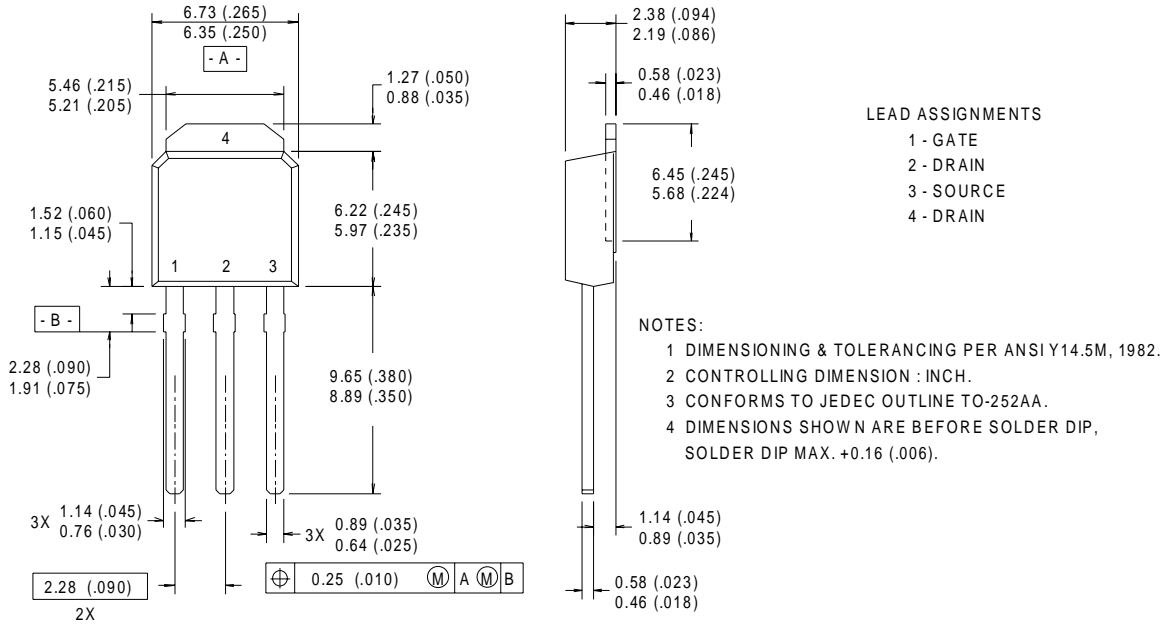 6.73 (.265)
6.35 (.250)
- A -
5.46 (.215)
5.21 (.205)
1.27 (.050)
0.88 (.035)
4
1.52 (.060)
1.15 (.045)
6.22 (.245)
5.97 (.235)
1 2 3
- B -
2.28 (.090)
1.91 (.075)
9.65 (.380)
8.89 (.350)
3X 1.14 (.045)
0.76 (.030)
3X 0.89 (.035)
0.64 (.025)
2.28 (.090)
2X
0.25 (.010) M A M B
2.38 (.094)
2.19 (.086)
0.58 (.023)
0.46 (.018)
6.45 (.245)
5.68 (.224)
1.14 (.045)
0.89 (.035)
0.58 (.023)
0.46 (.018)
LEAD ASSIGNMENTS
1 - GATE
2 - DRAIN
3 - SOURCE
4 - DRAIN
NOTES:
1 DIMENSIONING & TOLERANCING PER ANSI Y14.5M, 1982.
2 CONTROLLING DIMENSION : INCH.
3 CONFORMS TO JEDEC OUTLINE TO-252AA.
4 DIMENSIONS SHOWN ARE BEFORE SOLDER DIP,
SOLDER DIP MAX. +0.16 (.006).